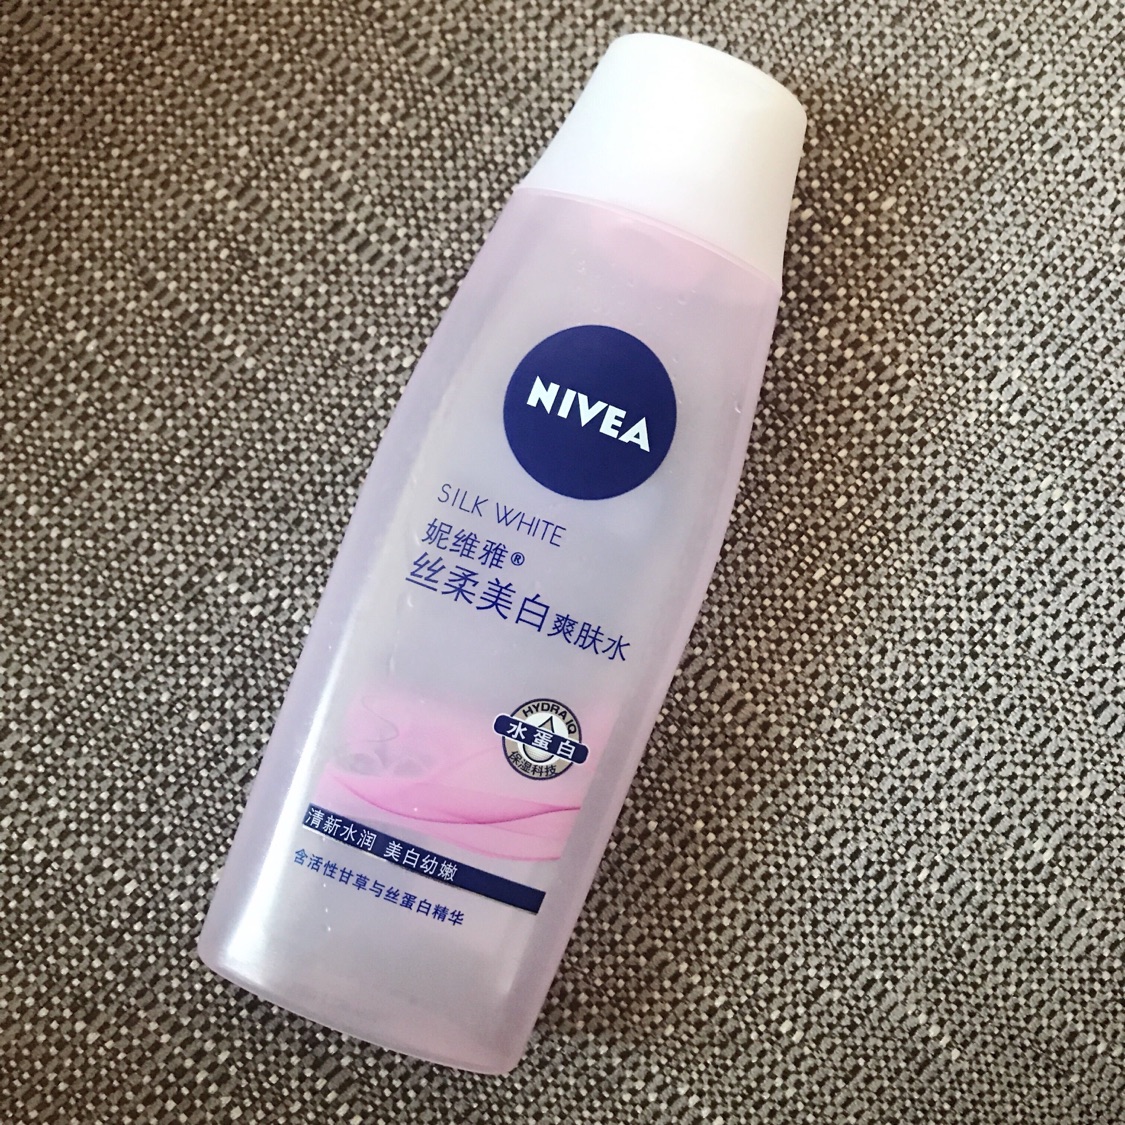 NIVEA
SILK WHITE
妮维雅®
丝柔美白爽肤水
HYDRA IQ
水蛋白
保湿科技
清新水润 美白幼嫩
含活性甘草与丝蛋白精华